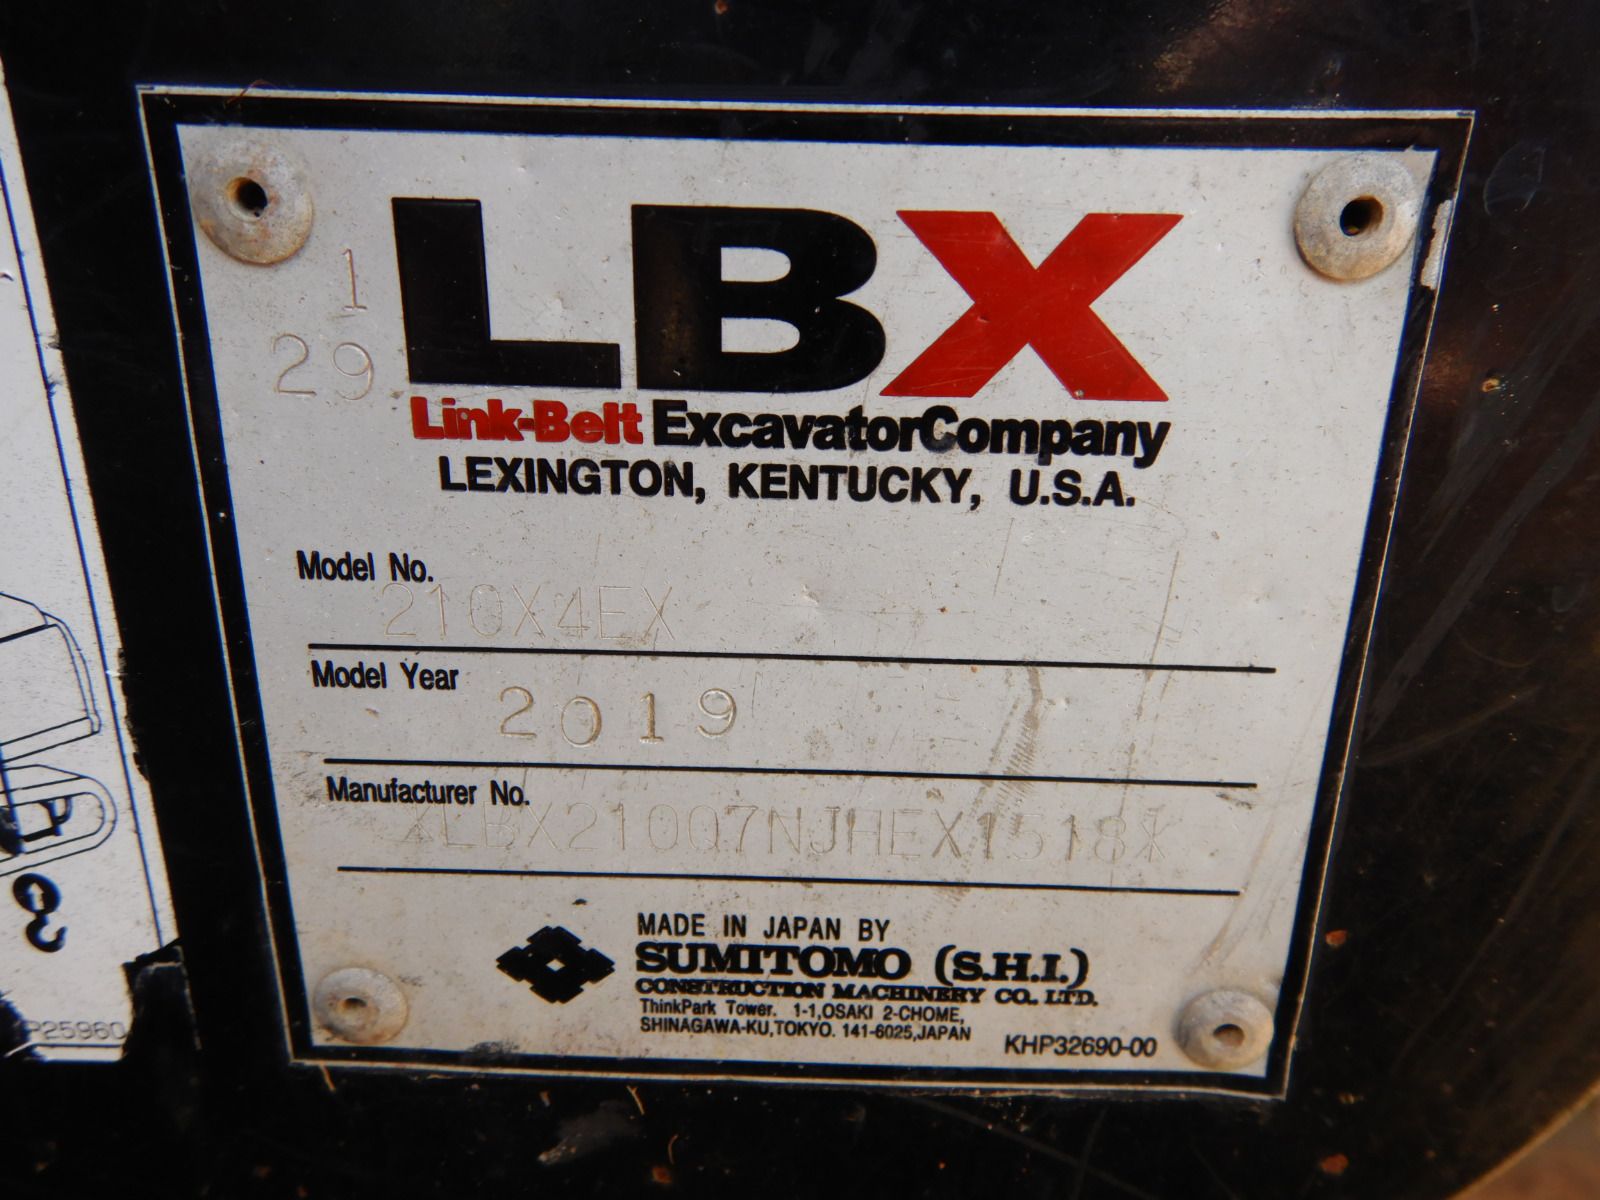 1
29
LBX
Link-Belt ExcavatorCompany
LEXINGTON, KENTUCKY, U.S.A.
Model No.
210X4EX
Model Year
2019
Manufacturer No.
XLBX210Q7NJHEX1518X
MADE IN JAPAN BY
SUMITOMO (S.H.I.)
CONSTRUCTION MACHINERY CO., LTD.
ThinkPark Tower. 1-1,OSAKI 2-CHOME,
SHINAGAWA-KU,TOKYO. 141-6025,JAPAN
KHP32690-00
P25960